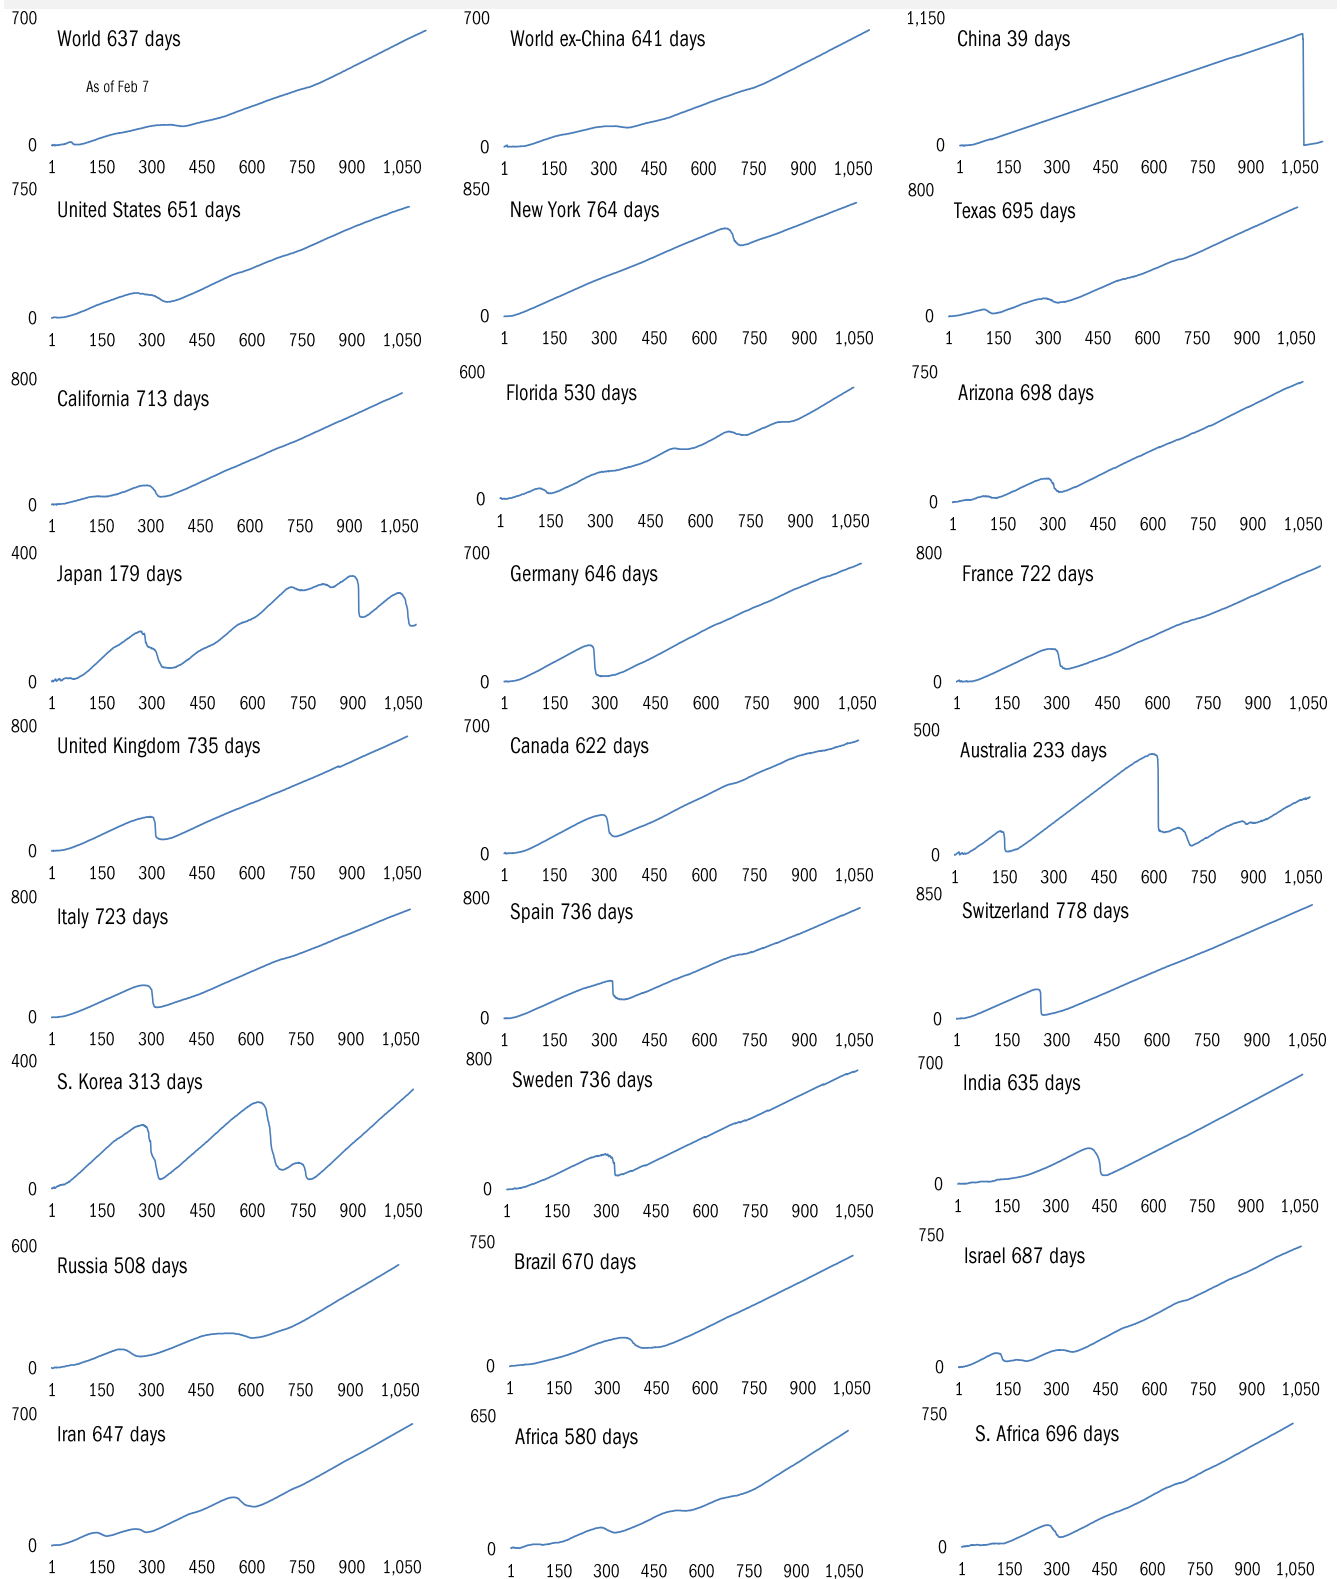 700
World 637 days
As of Feb 7
0
1 150 300 450 600 750 900 1,050
700
World ex-China 641 days
0
1 150 300 450 600 750 900 1,050
1,150
China 39 days
0
1 150 300 450 600 750 900 1,050
750
United States 651 days
0
1 150 300 450 600 750 900 1,050
850
New York 764 days
0
1 150 300 450 600 750 900 1,050
800
Texas 695 days
0
1 150 300 450 600 750 900 1,050
800
California 713 days
0
1 150 300 450 600 750 900 1,050
600
Florida 530 days
0
1 150 300 450 600 750 900 1,050
750
Arizona 698 days
0
1 150 300 450 600 750 900 1,050
400
Japan 179 days
0
1 150 300 450 600 750 900 1,050
700
Germany 646 days
0
1 150 300 450 600 750 900 1,050
800
France 722 days
0
1 150 300 450 600 750 900 1,050
800
United Kingdom 735 days
0
1 150 300 450 600 750 900 1,050
700
Canada 622 days
0
1 150 300 450 600 750 900 1,050
500
Australia 233 days
0
1 150 300 450 600 750 900 1,050
800
Italy 723 days
0
1 150 300 450 600 750 900 1,050
800
Spain 736 days
0
1 150 300 450 600 750 900 1,050
850
Switzerland 778 days
0
1 150 300 450 600 750 900 1,050
400
S. Korea 313 days
0
1 150 300 450 600 750 900 1,050
800
Sweden 736 days
0
1 150 300 450 600 750 900 1,050
700
India 635 days
0
1 150 300 450 600 750 900 1,050
600
Russia 508 days
0
1 150 300 450 600 750 900 1,050
750
Brazil 670 days
0
1 150 300 450 600 750 900 1,050
750
Israel 687 days
0
1 150 300 450 600 750 900 1,050
700
Iran 647 days
0
1 150 300 450 600 750 900 1,050
650
Africa 580 days
0
1 150 300 450 600 750 900 1,050
750
S. Africa 696 days
0
1 150 300 450 600 750 900 1,050